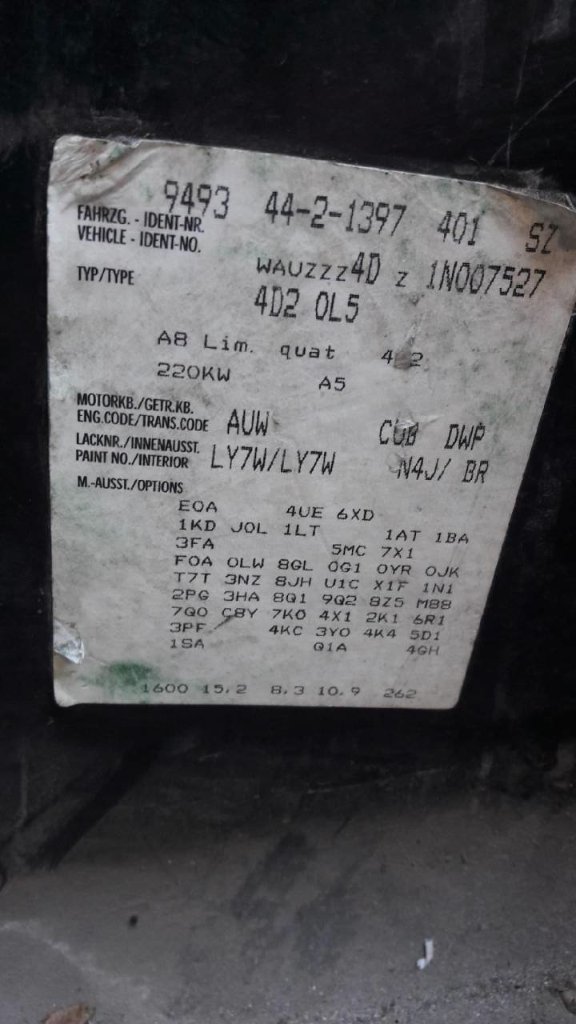 9493 44-2-1397 401 SZ
FAHRZG. - IDENT-NR.
VEHICLE - IDENT-NO.
WAUZZZ4D Z 1N007527
TYP/TYPE
4D2 0L5
A8 Lim. quat
220KW A5
MOTORKB./GETR.KB.
ENG.CODE/TRANS.CODE AUW CUB DWP
LACKNR./INNENAUSST.
PAINT NO./INTERIOR LY7W/LY7W N4J/ BR
M.-AUSST./OPTIONS
E0A 4UE 6XD
1KD J0L 1LT 1AT 1BA
3FA 5MC 7X1
F0A 0LW 8GL 0G1 0YR 0JK
T7T 3NZ 8JH U1C X1F 1N1
2PG 3HA 8Q1 9Q2 8Z5 M88
7Q0 C8Y 7K0 4X1 2K1 6R1
3PF 4KC 3Y0 4K4 5D1
1SA Q1A 4GH
1600 15,2 8,3 10,9 262